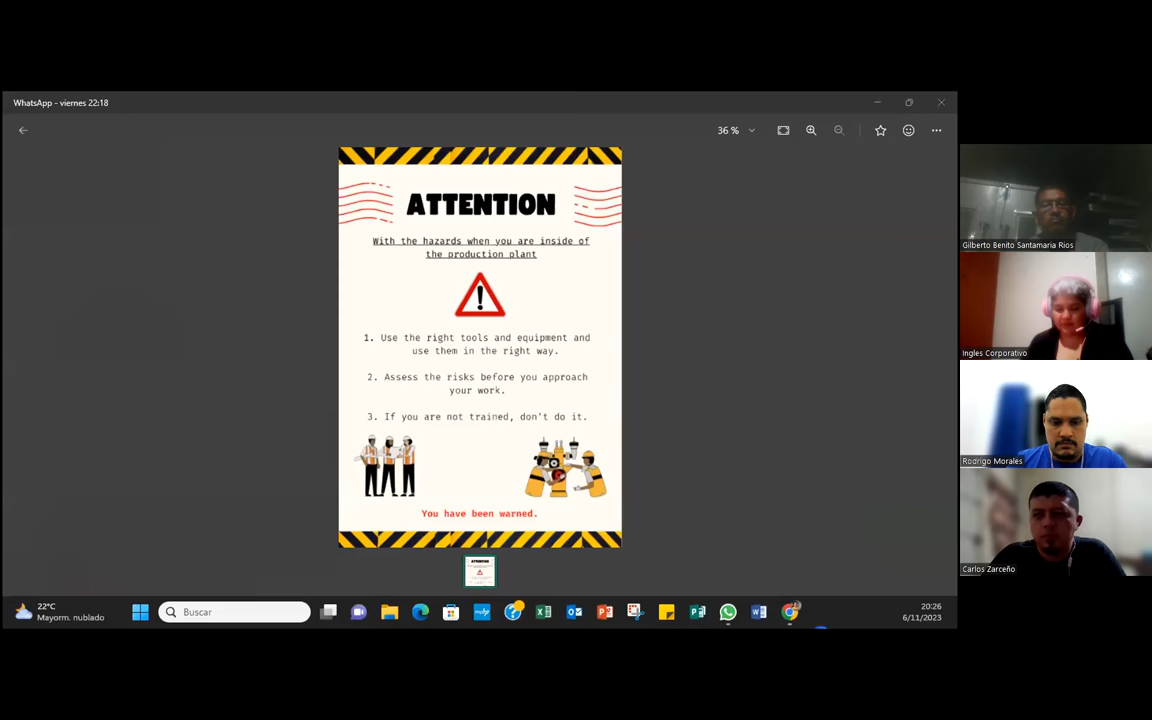 WhatsApp - viernes 22:18
36 %
ATTENTION
With the hazards when you are inside of
the production plant
!
1. Use the right tools and equipment and
use them in the right way.
2. Assess the risks before you approach
your work.
3. If you are not trained, don't do it.
You have been warned.
ATTENTION
Gilberto Benito Santamaria Rios
Ingles Corporativo
Rodrigo Morales
Carlos Zarceño
22°C
Mayorm. nublado
Buscar
20:26
6/11/2023